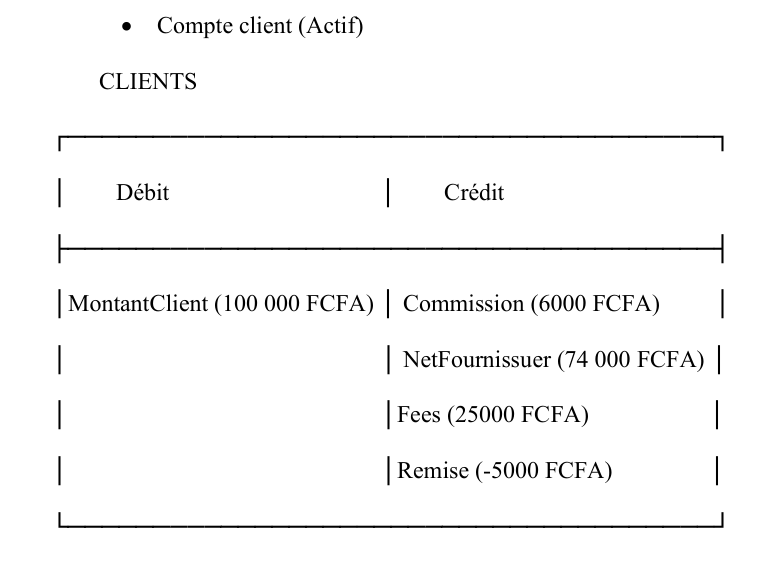 • Compte client (Actif)
CLIENTS
Débit Crédit
MontantClient (100 000 FCFA) Commission (6000 FCFA)
NetFournissuer (74 000 FCFA)
Fees (25000 FCFA)
Remise (-5000 FCFA)